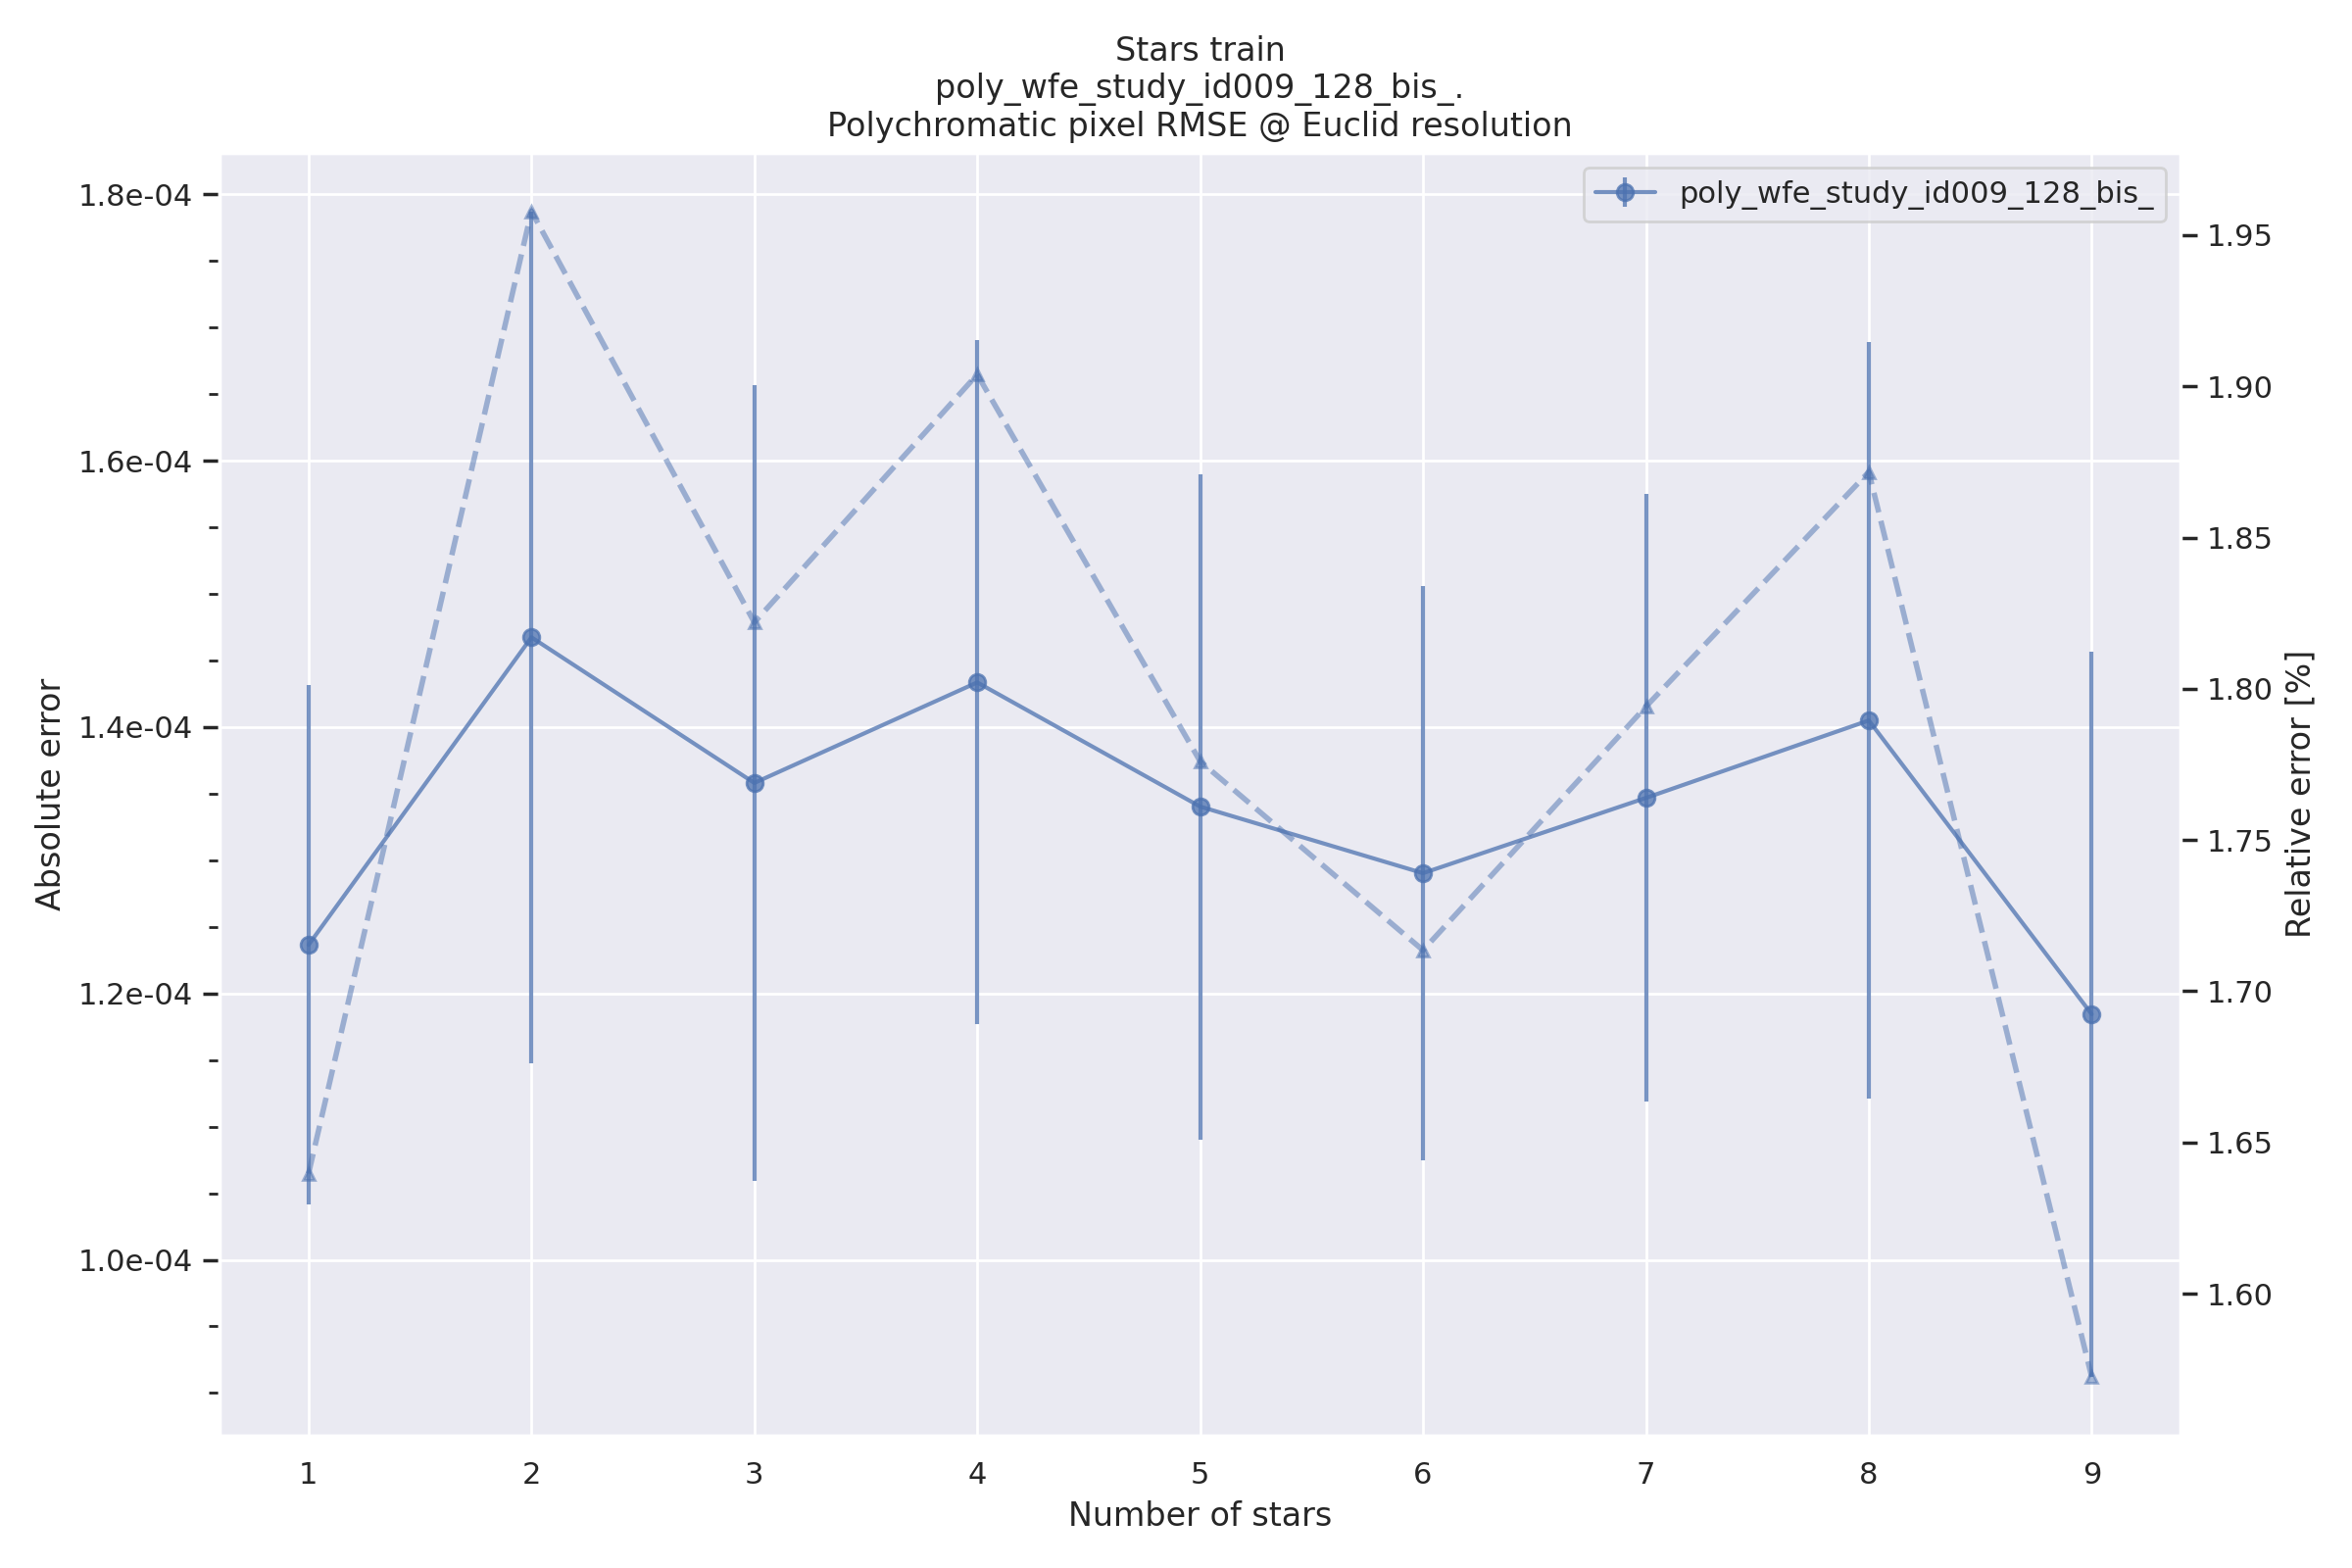 Stars train
poly_wfe_study_id009_128_bis_.
Polychromatic pixel RMSE @ Euclid resolution
poly_wfe_study_id009_128_bis_
Absolute error
1.8e-04
1.6e-04
1.4e-04
1.2e-04
1.0e-04
Relative error [%]
1.95
1.90
1.85
1.80
1.75
1.70
1.65
1.60
1 2 3 4 5 6 7 8 9
Number of stars